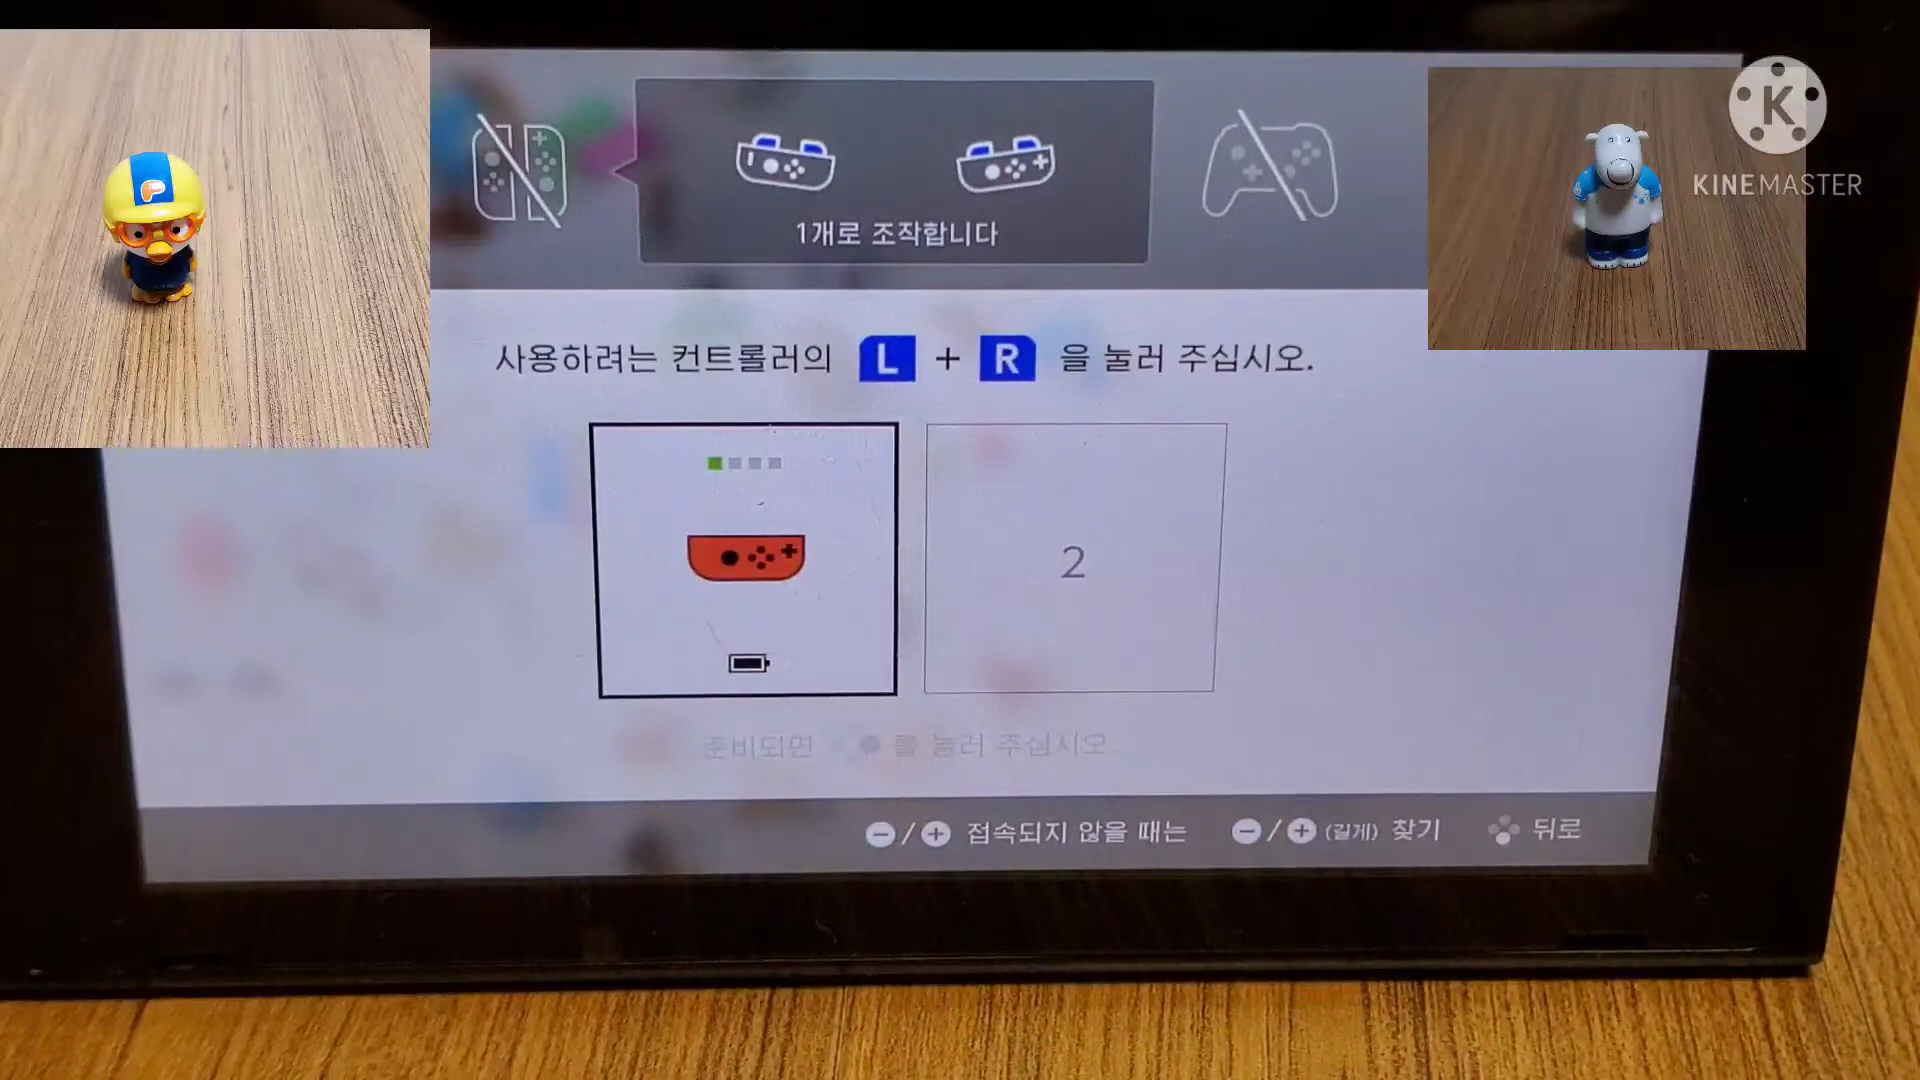 P
K
KINEMASTER
1개로 조작합니다
사용하려는 컨트롤러의 L + R 을 눌러 주십시오.
2
준비되면 를 눌러 주십시오
−/+ 접속되지 않을 때는 −/+ (길게) 찾기 뒤로